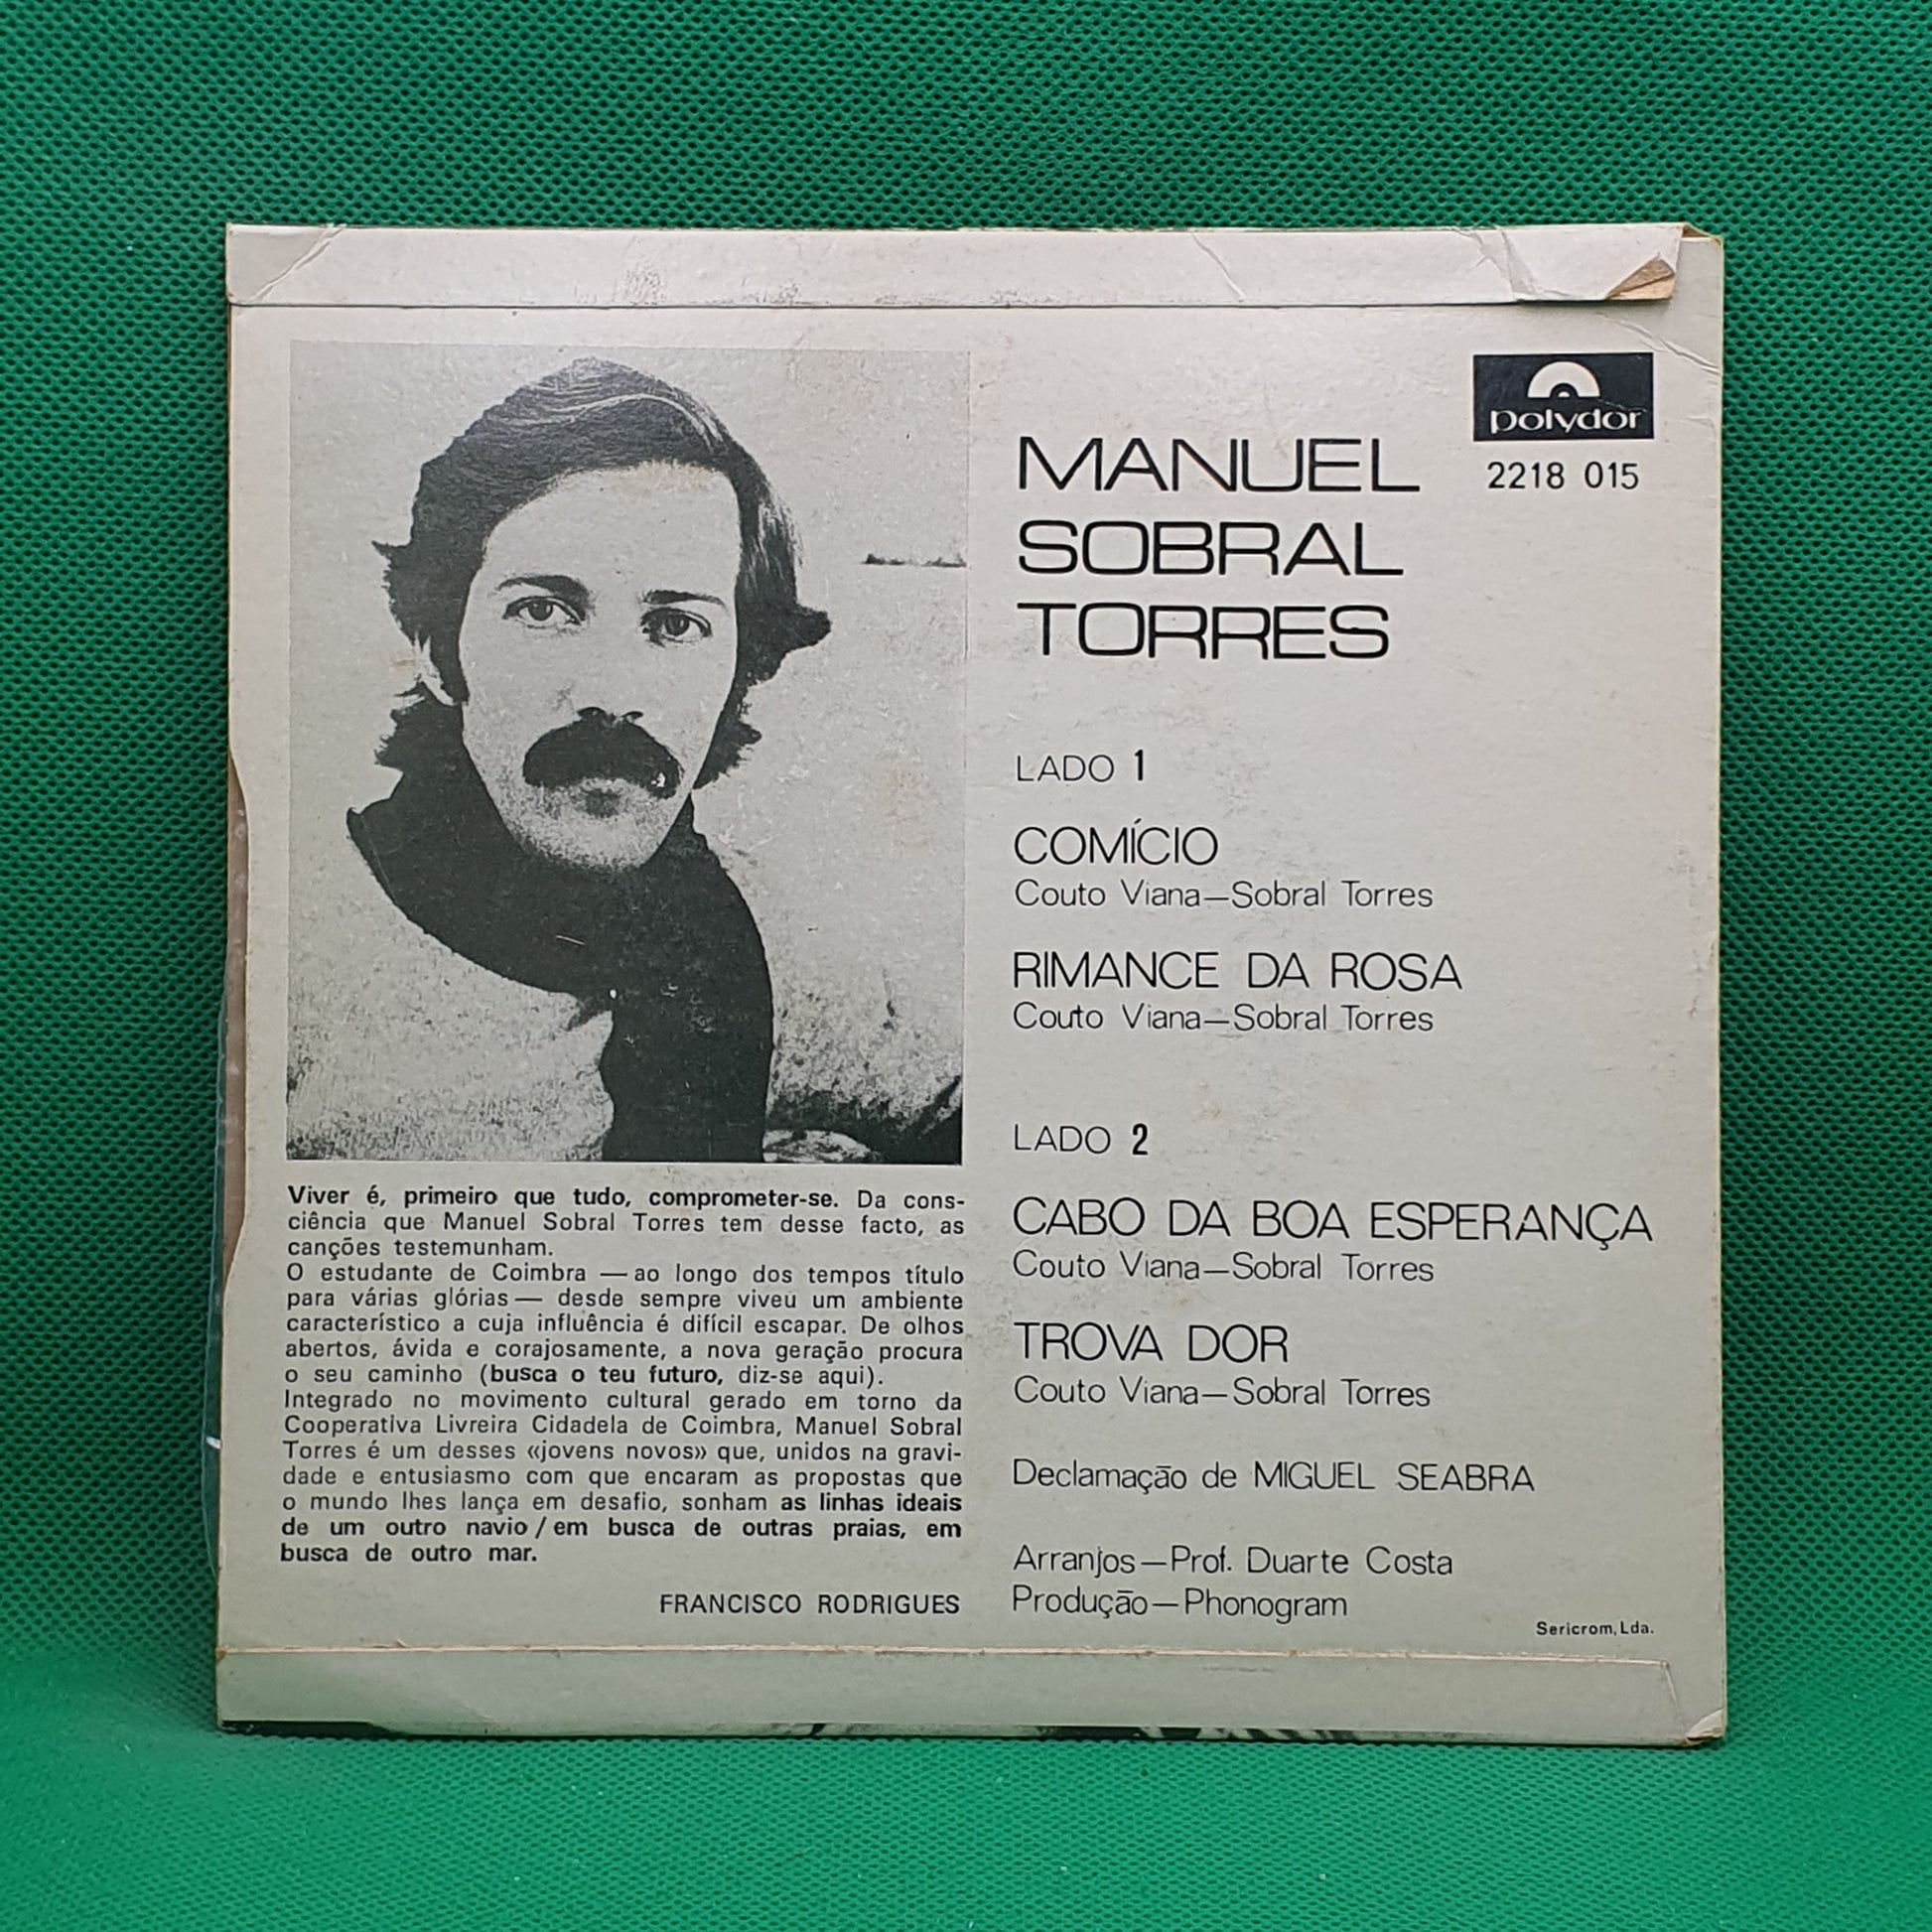 polydor
2218 015
MANUEL
SOBRAL
TORRES
LADO 1
COMÍCIO
Couto Viana—Sobral Torres
RIMANCE DA ROSA
Couto Viana—Sobral Torres
LADO 2
CABO DA BOA ESPERANÇA
Couto Viana—Sobral Torres
TROVA DOR
Couto Viana—Sobral Torres
Declamação de MIGUEL SEABRA
Arranjos—Prof. Duarte Costa
Produção—Phonogram
Sericrom, Lda.
Viver é, primeiro que tudo, comprometer-se. Da cons-
ciência que Manuel Sobral Torres tem desse facto, as
canções testemunham.
O estudante de Coimbra — ao longo dos tempos título
para várias glórias — desde sempre viveu um ambiente
característico a cuja influência é difícil escapar. De olhos
abertos, ávida e corajosamente, a nova geração procura
o seu caminho (busca o teu futuro, diz-se aqui).
Integrado no movimento cultural gerado em torno da
Cooperativa Livreira Cidadela de Coimbra, Manuel Sobral
Torres é um desses «jovens novos» que, unidos na gravi-
dade e entusiasmo com que encaram as propostas que
o mundo lhes lança em desafio, sonham as linhas ideais
de um outro navio / em busca de outras praias, em
busca de outro mar.
FRANCISCO RODRIGUES